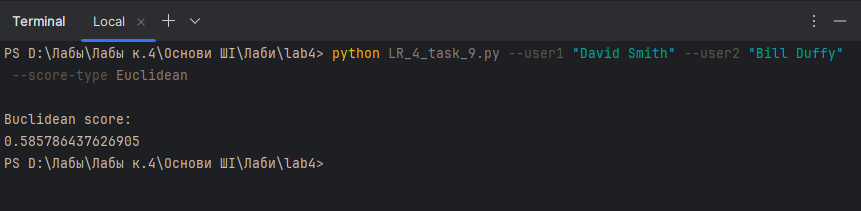 Terminal Local
PS D:\Лабы\Лабы к.4\Основи ШІ\Лаби\lab4> python LR_4_task_9.py --user1 "David Smith" --user2 "Bill Duffy"
--score-type Euclidean
Buclidean score:
0.585786437626905
PS D:\Лабы\Лабы к.4\Основи ШІ\Лаби\lab4>